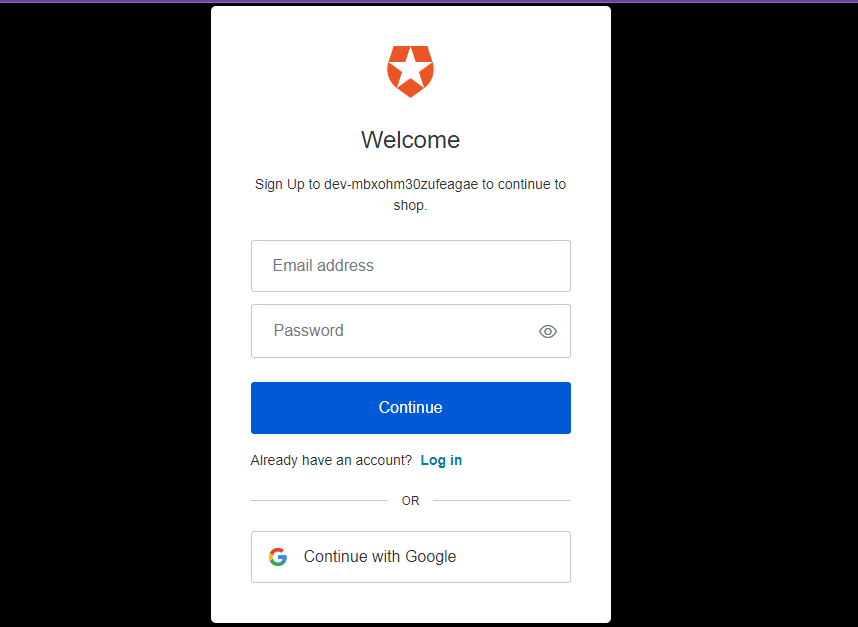 Welcome
Sign Up to dev-mbxohm30zufeagae to continue to
shop.
Email address
Password
Continue
Already have an account? Log in
OR
Continue with Google